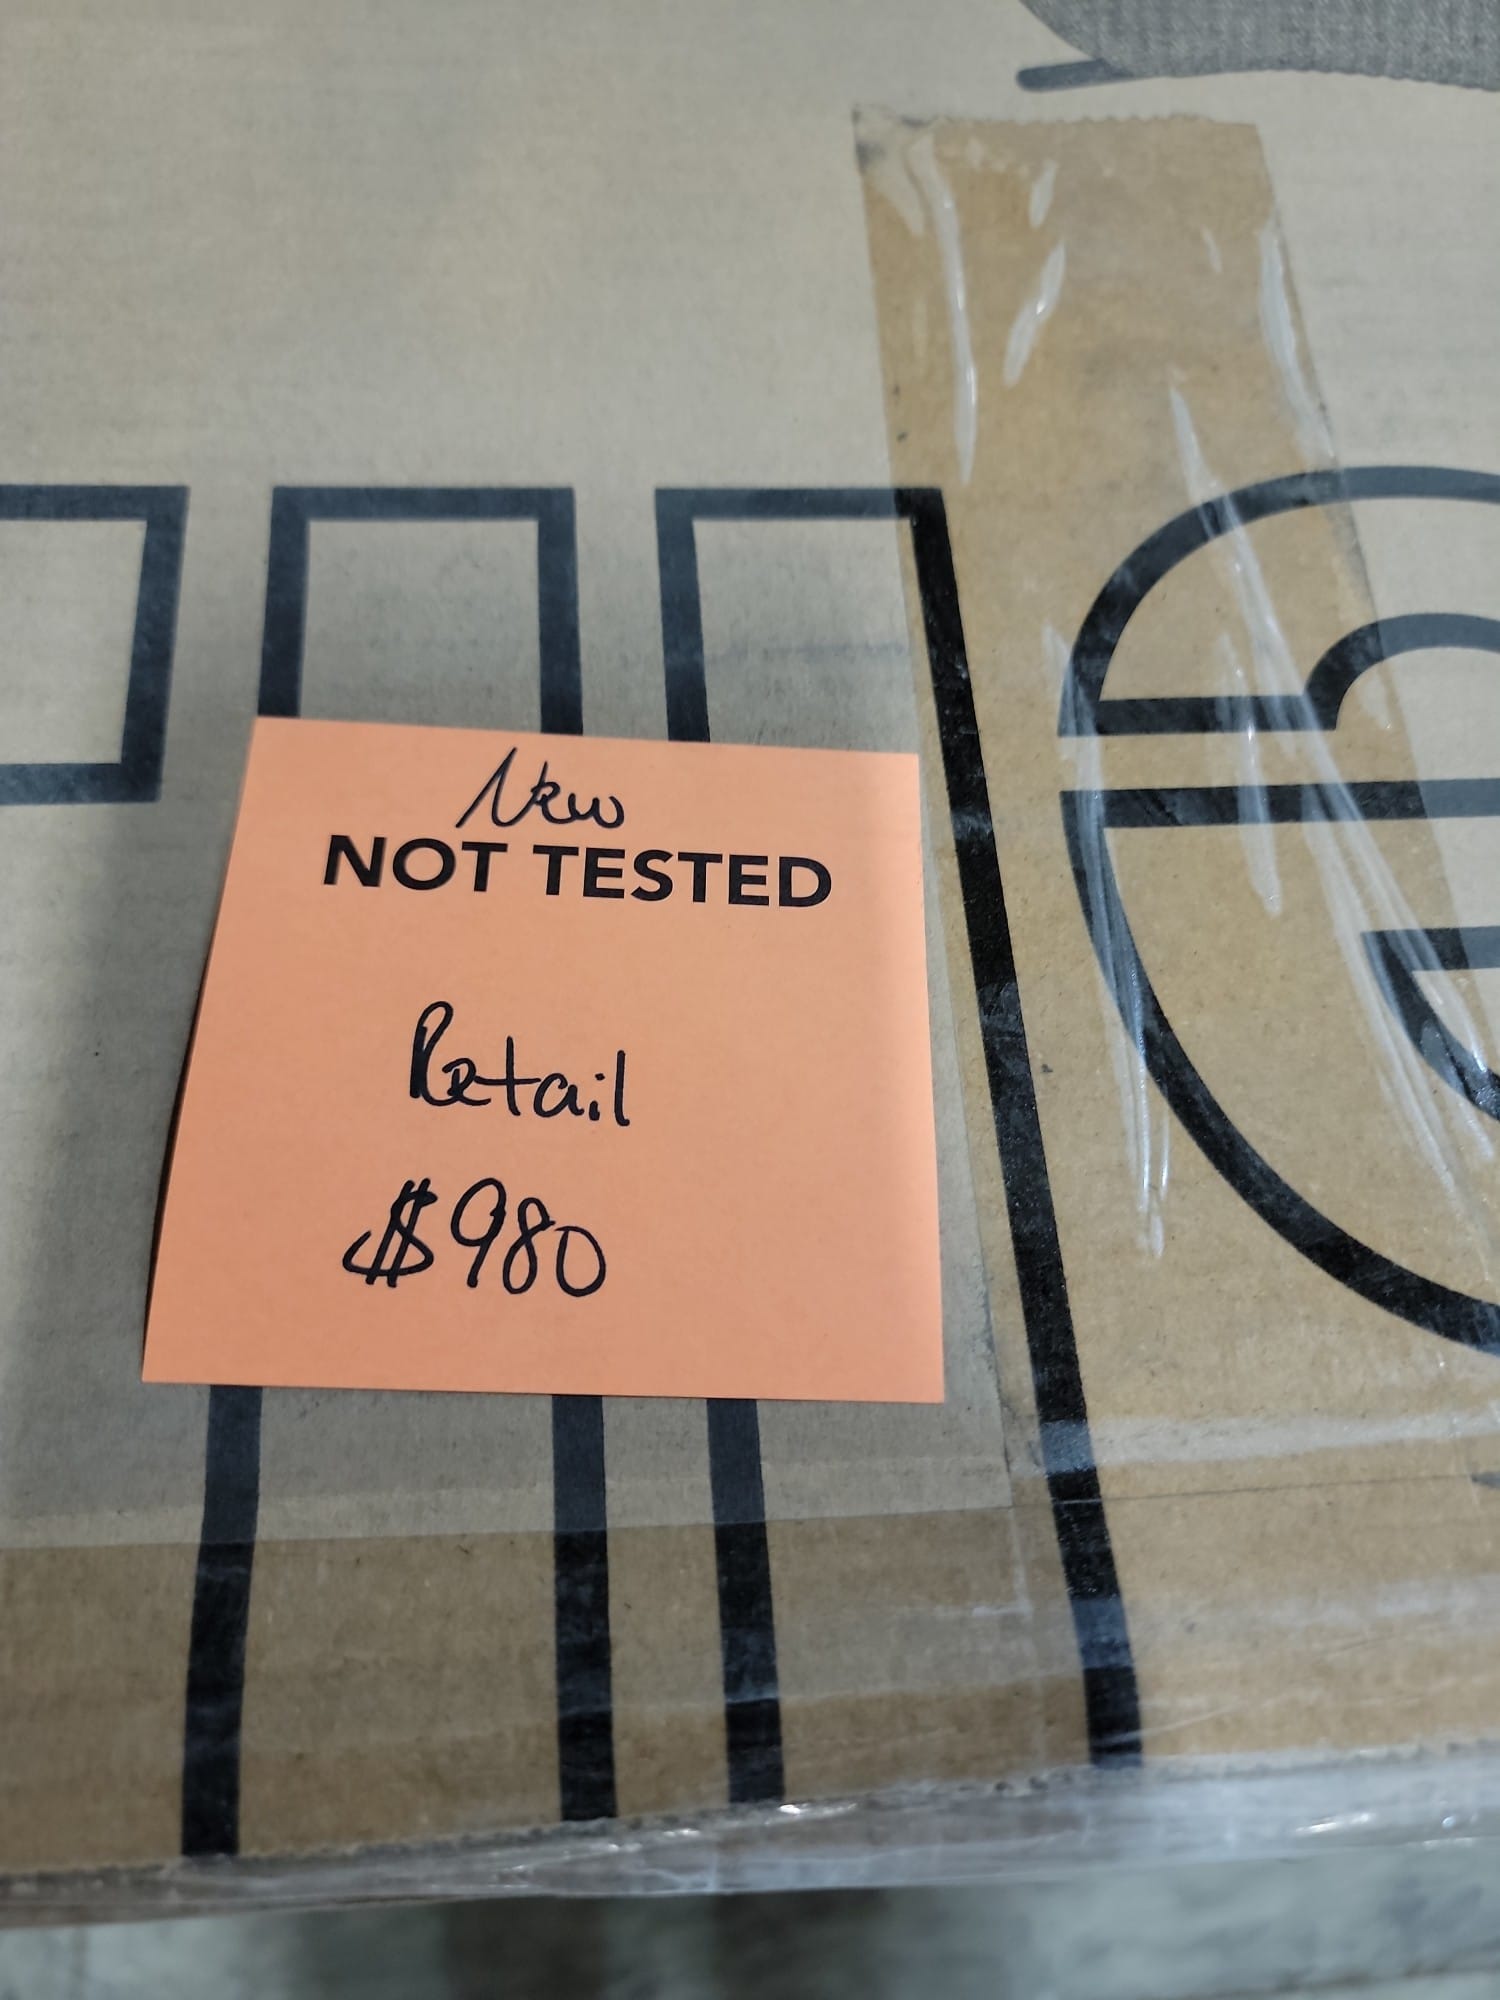 New
NOT TESTED
Retail
$980